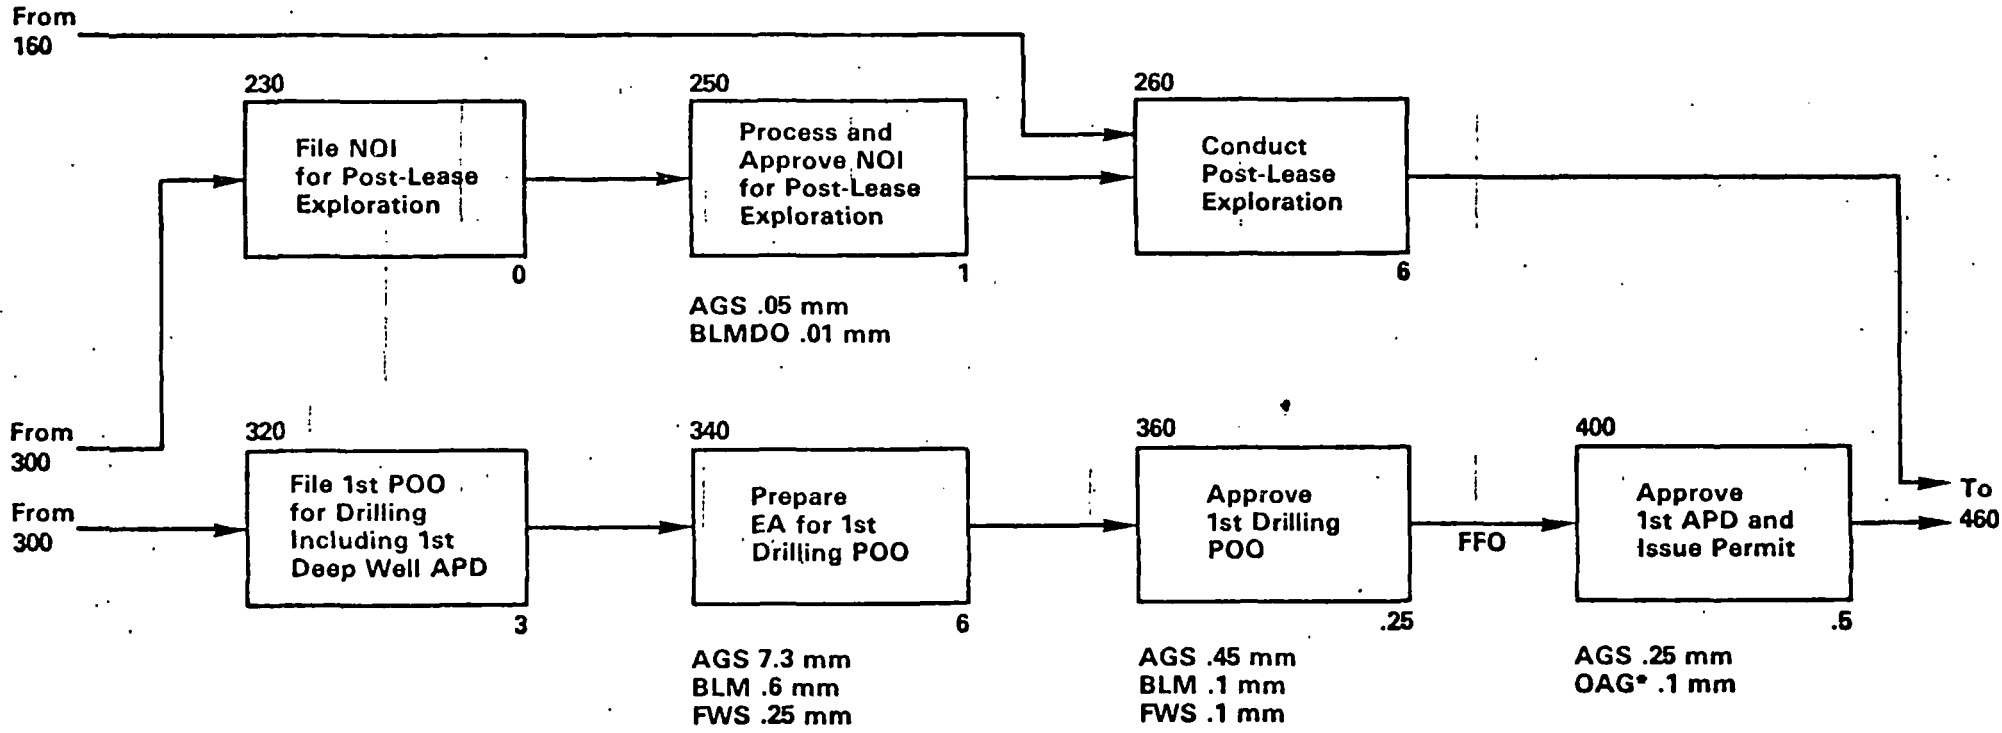 From
160
230
File NOI
for Post-Lease
Exploration
0
250
Process and
Approve NOI
for Post-Lease
Exploration
1
AGS .05 mm
BLMDO .01 mm
260
Conduct
Post-Lease
Exploration
6
From
300
From
300
320
File 1st POO
for Drilling
Including 1st
Deep Well APD
3
340
Prepare
EA for 1st
Drilling POO
6
AGS 7.3 mm
BLM .6 mm
FWS .25 mm
360
Approve
1st Drilling
POO
.25
AGS .45 mm
BLM .1 mm
FWS .1 mm
FFO
400
Approve
1st APD and
Issue Permit
.5
AGS .25 mm
OAG* .1 mm
To
460